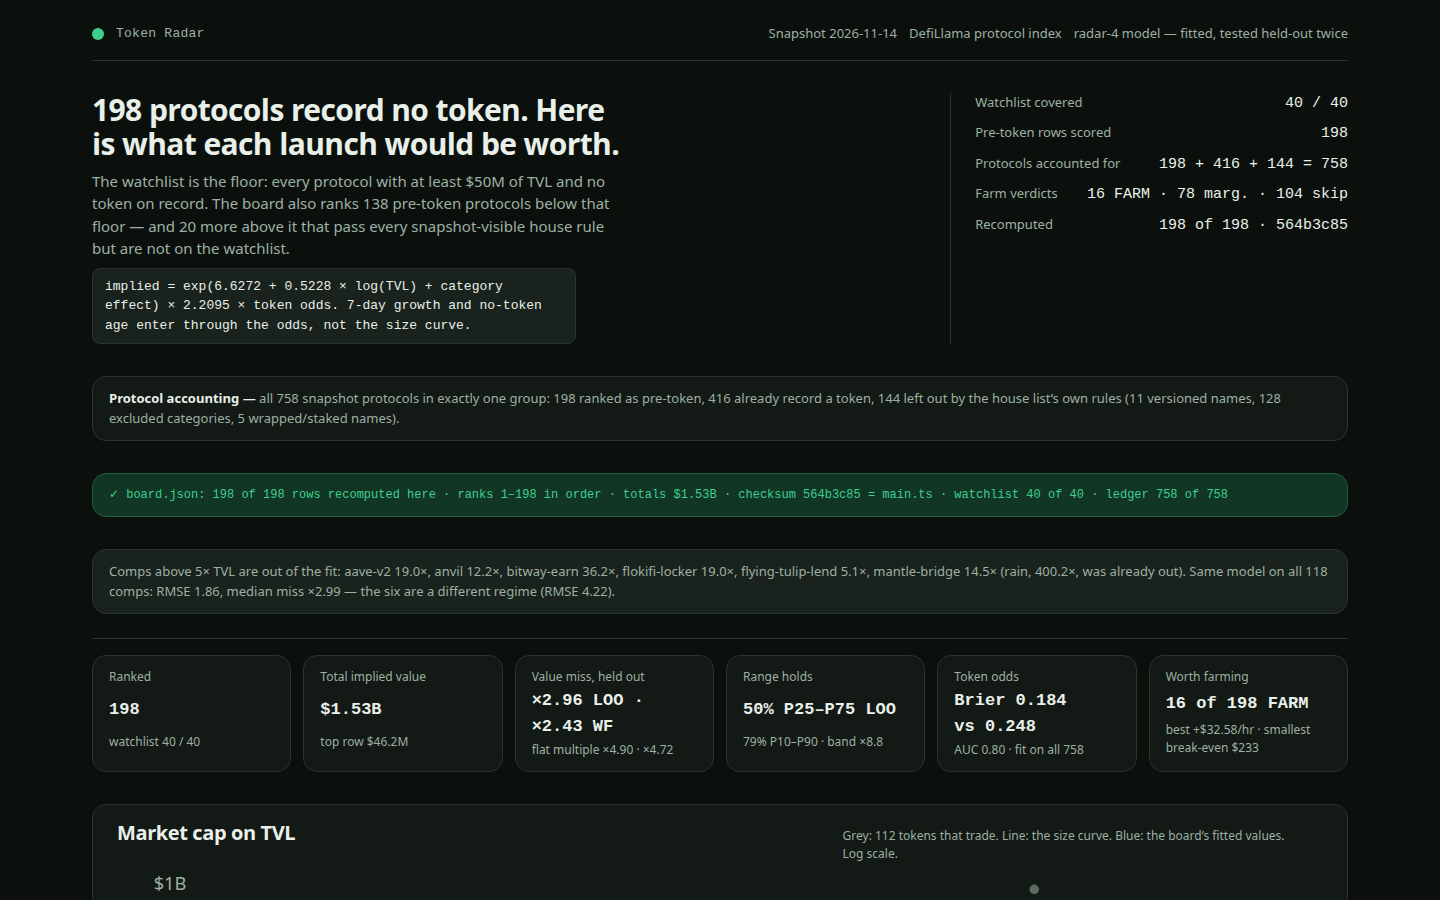 Token Radar
Snapshot 2026-11-14 DefiLlama protocol index radar-4 model — fitted, tested held-out twice
198 protocols record no token. Here
is what each launch would be worth.
The watchlist is the floor: every protocol with at least $50M of TVL and no
token on record. The board also ranks 138 pre-token protocols below that
floor — and 20 more above it that pass every snapshot-visible house rule
but are not on the watchlist.
implied = exp(6.6272 + 0.5228 × log(TVL) + category
effect) × 2.2095 × token odds. 7-day growth and no-token
age enter through the odds, not the size curve.
Watchlist covered 40 / 40
Pre-token rows scored 198
Protocols accounted for 198 + 416 + 144 = 758
Farm verdicts 16 FARM · 78 marg. · 104 skip
Recomputed 198 of 198 · 564b3c85
Protocol accounting — all 758 snapshot protocols in exactly one group: 198 ranked as pre-token, 416 already record a token, 144 left out by the house list's own rules (11 versioned names, 128
excluded categories, 5 wrapped/staked names).
✓ board.json: 198 of 198 rows recomputed here · ranks 1–198 in order · totals $1.53B · checksum 564b3c85 = main.ts · watchlist 40 of 40 · ledger 758 of 758
Comps above 5× TVL are out of the fit: aave-v2 19.0×, anvil 12.2×, bitway-earn 36.2×, flokifi-locker 19.0×, flying-tulip-lend 5.1×, mantle-bridge 14.5× (rain, 400.2×, was already out). Same model on all 118
comps: RMSE 1.86, median miss ×2.99 — the six are a different regime (RMSE 4.22).
Ranked
198
watchlist 40 / 40
Total implied value
$1.53B
top row $46.2M
Value miss, held out
×2.96 LOO ·
×2.43 WF
flat multiple ×4.90 · ×4.72
Range holds
50% P25–P75 LOO
79% P10–P90 · band ×8.8
Token odds
Brier 0.184
vs 0.248
AUC 0.80 · fit on all 758
Worth farming
16 of 198 FARM
best +$32.58/hr · smallest
break-even $233
Market cap on TVL
Grey: 112 tokens that trade. Line: the size curve. Blue: the board's fitted values.
Log scale.
$1B